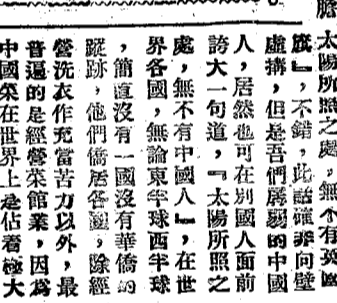 膽 太陽所照之處,無不有英國
旗』,不錯,此話確非向壁
虛構,但是吾們孱弱的中國
人,居然也可在別國人面前
誇大一句道,『太陽所照之
處,無不有中國人』,在世
界各國,無論東半球西半球
,簡直沒有一國沒有華僑的
蹤跡,他們僑居各國,除經
營洗衣作充當苦力以外,最
普遍的是經營菜館業,因為
中國菜在世界上是佔着極大